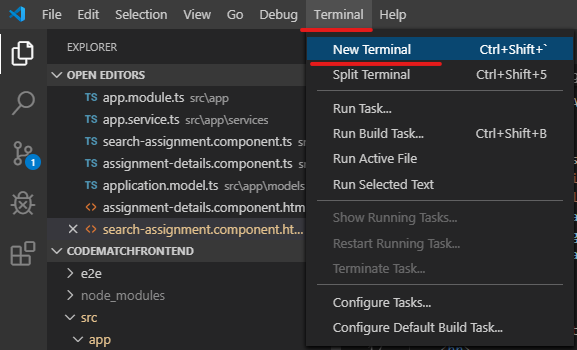 File Edit Selection View Go Debug Terminal Help
EXPLORER
OPEN EDITORS
TS app.module.ts src\app
TS app.service.ts src\app\services
TS search-assignment.component.ts
TS assignment-details.component.ts
TS application.model.ts src\app\models
<> assignment-details.component.htm
<> search-assignment.component.ht...
CODEMATCHFRONTEND
e2e
node_modules
src
app
1
New Terminal Ctrl+Shift+`
Split Terminal Ctrl+Shift+5
Run Task...
Run Build Task... Ctrl+Shift+B
Run Active File
Run Selected Text
Show Running Tasks...
Restart Running Task...
Terminate Task...
Configure Tasks...
Configure Default Build Task...